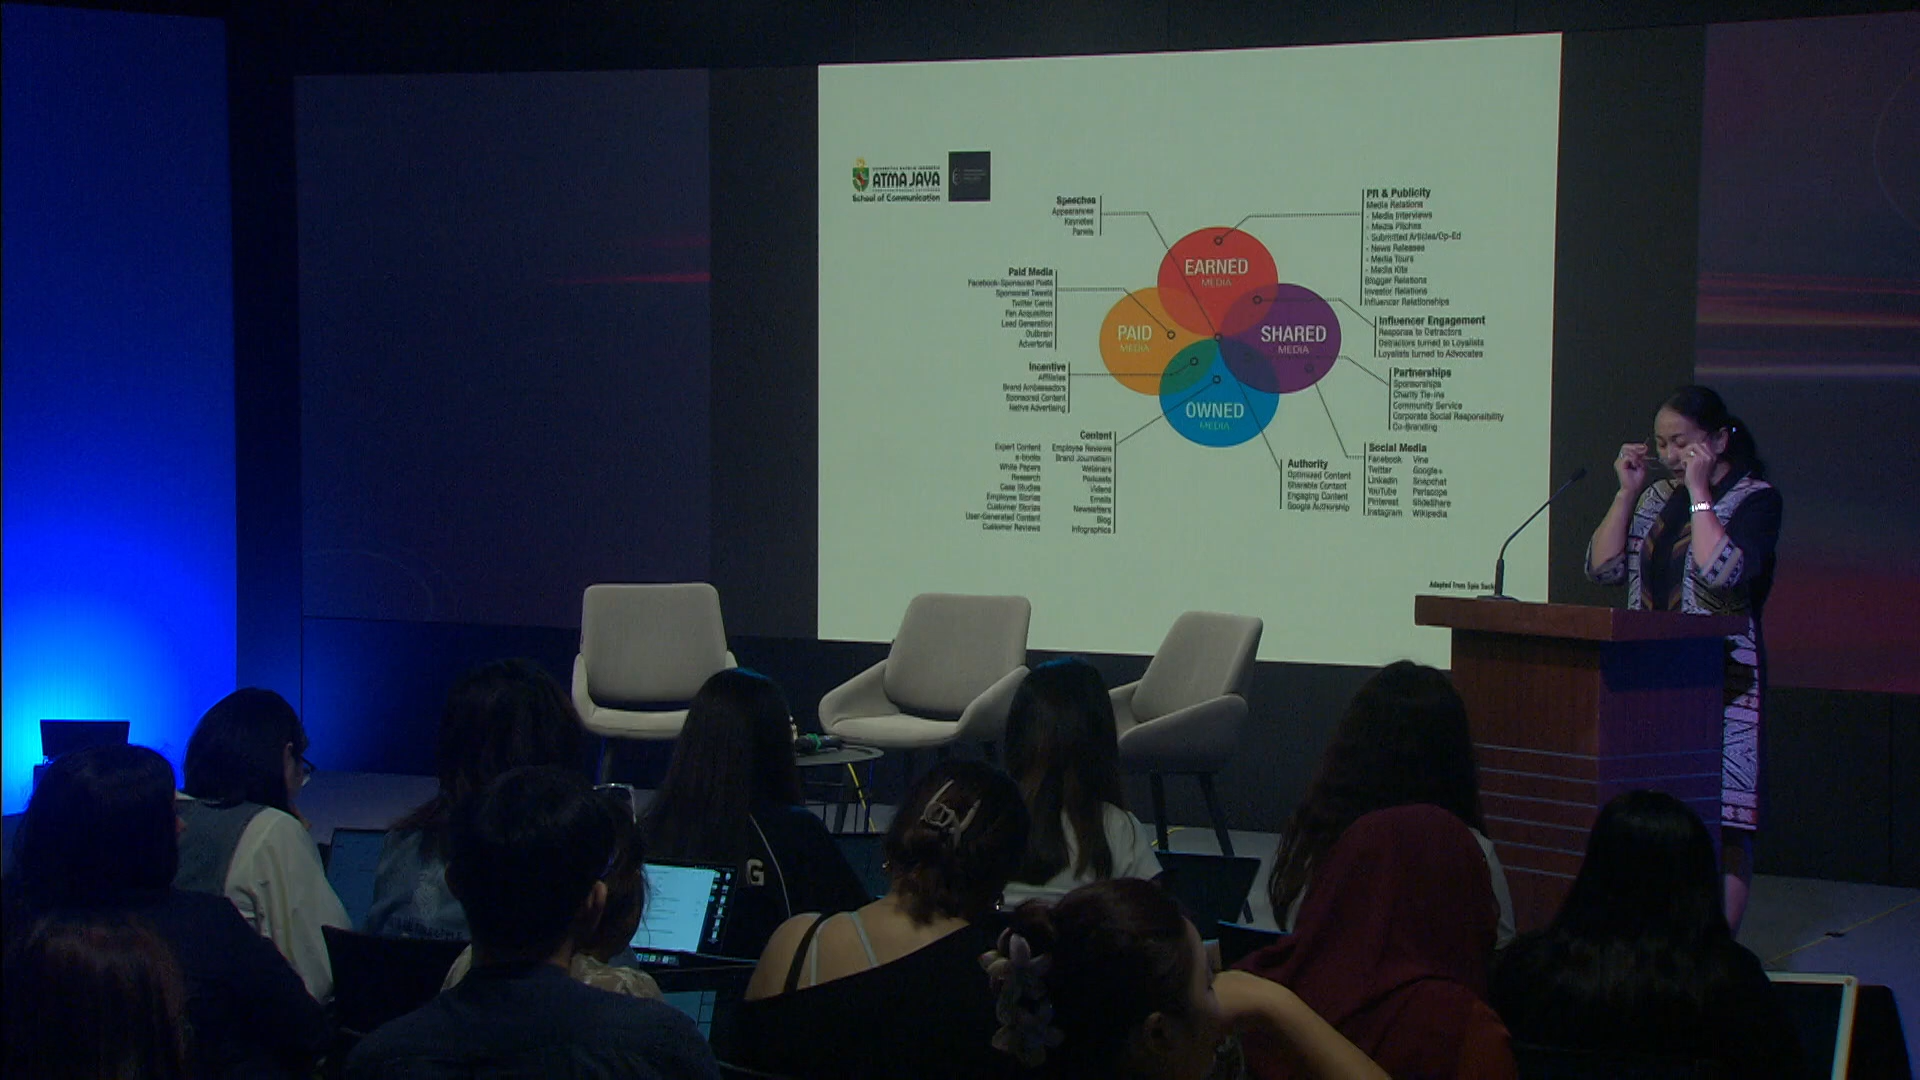 ATMA JAYA
School of Communication
Speeches
Appearances
Keynotes
Panels
PR & Publicity
Media Relations
- Media Interviews
- Media Pitches
- Submitted Articles/Op-Ed
- News Releases
- Media Tours
- Media Kits
Blogger Relations
Investor Relations
Influencer Relationships
EARNED
MEDIA
Paid Media
Facebook-Sponsored Posts
Sponsored Tweets
Twitter Cards
Fan Acquisition
Lead Generation
Outbrain
Advertorial
PAID
MEDIA
SHARED
MEDIA
Influencer Engagement
Response to Detractors
Detractors turned to Loyalists
Loyalists turned to Advocates
Incentive
Affiliates
Brand Ambassadors
Sponsored Content
Native Advertising
Partnerships
Sponsorships
Charity Tie-ins
Community Service
Corporate Social Responsibility
Co-Branding
OWNED
MEDIA
Content
Expert Content
e-books
White Papers
Research
Case Studies
Employee Stories
Customer Stories
User-Generated Content
Customer Reviews
Employee Reviews
Brand Journalism
Webinars
Podcasts
Videos
Emails
Newsletters
Blog
Infographics
Authority
Optimized Content
Sharable Content
Engaging Content
Google Authorship
Social Media
Facebook
Twitter
LinkedIn
YouTube
Pinterest
Instagram
Vine
Google+
Snapchat
Periscope
SlideShare
Wikipedia
Adapted from Spin
G